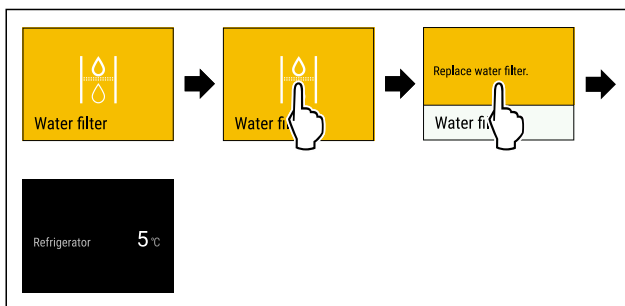 Water filter
Water fi
Replace water filter.
Water fi
Refrigerator 5 °C